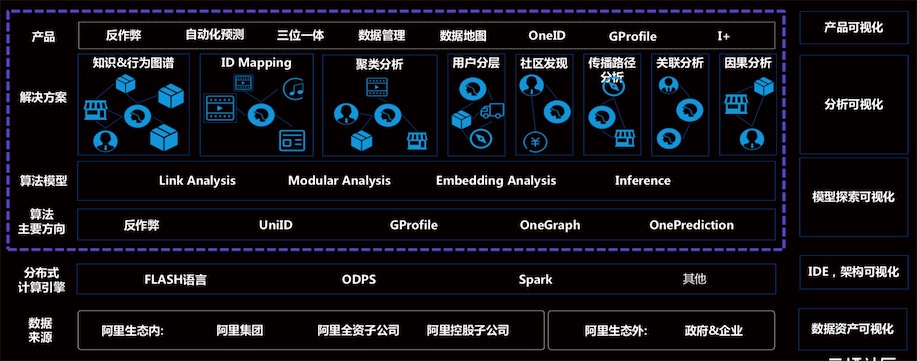 产品 反作弊 自动化预测 三位一体 数据管理 数据地图 OneID GProfile I+ 产品可视化
解决方案 知识&行为图谱 ID Mapping 聚类分析 用户分层 社区发现 传播路径分析 关联分析 因果分析 分析可视化
算法模型 Link Analysis Modular Analysis Embedding Analysis Inference 模型探索可视化
算法
主要方向 反作弊 UniID GProfile OneGraph OnePrediction
分布式
计算引擎 FLASH语言 ODPS Spark 其他 IDE，架构可视化
数据
来源 阿里生态内: 阿里集团 阿里全资子公司 阿里控股子公司 阿里生态外: 政府&企业 数据资产可视化